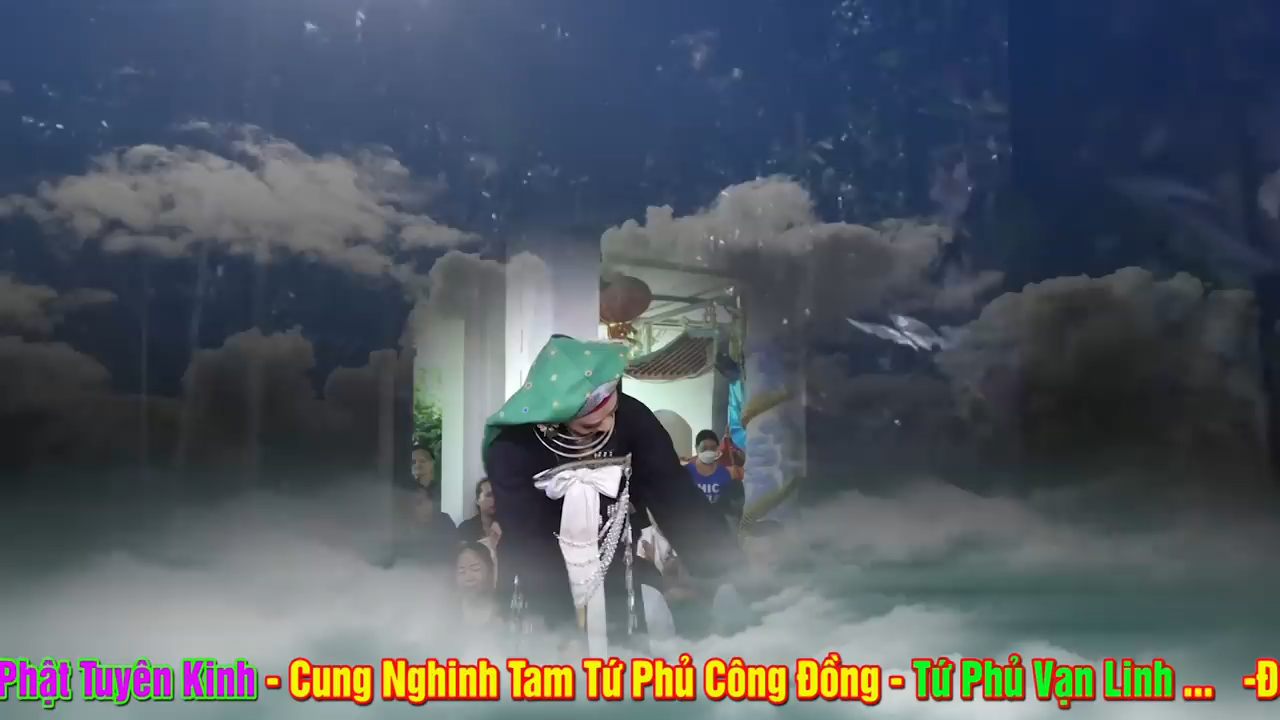 Phật Tuyên Kinh - Cung Nghinh Tam Tứ Phủ Công Đồng - Tứ Phủ Vạn Linh ... -Đ